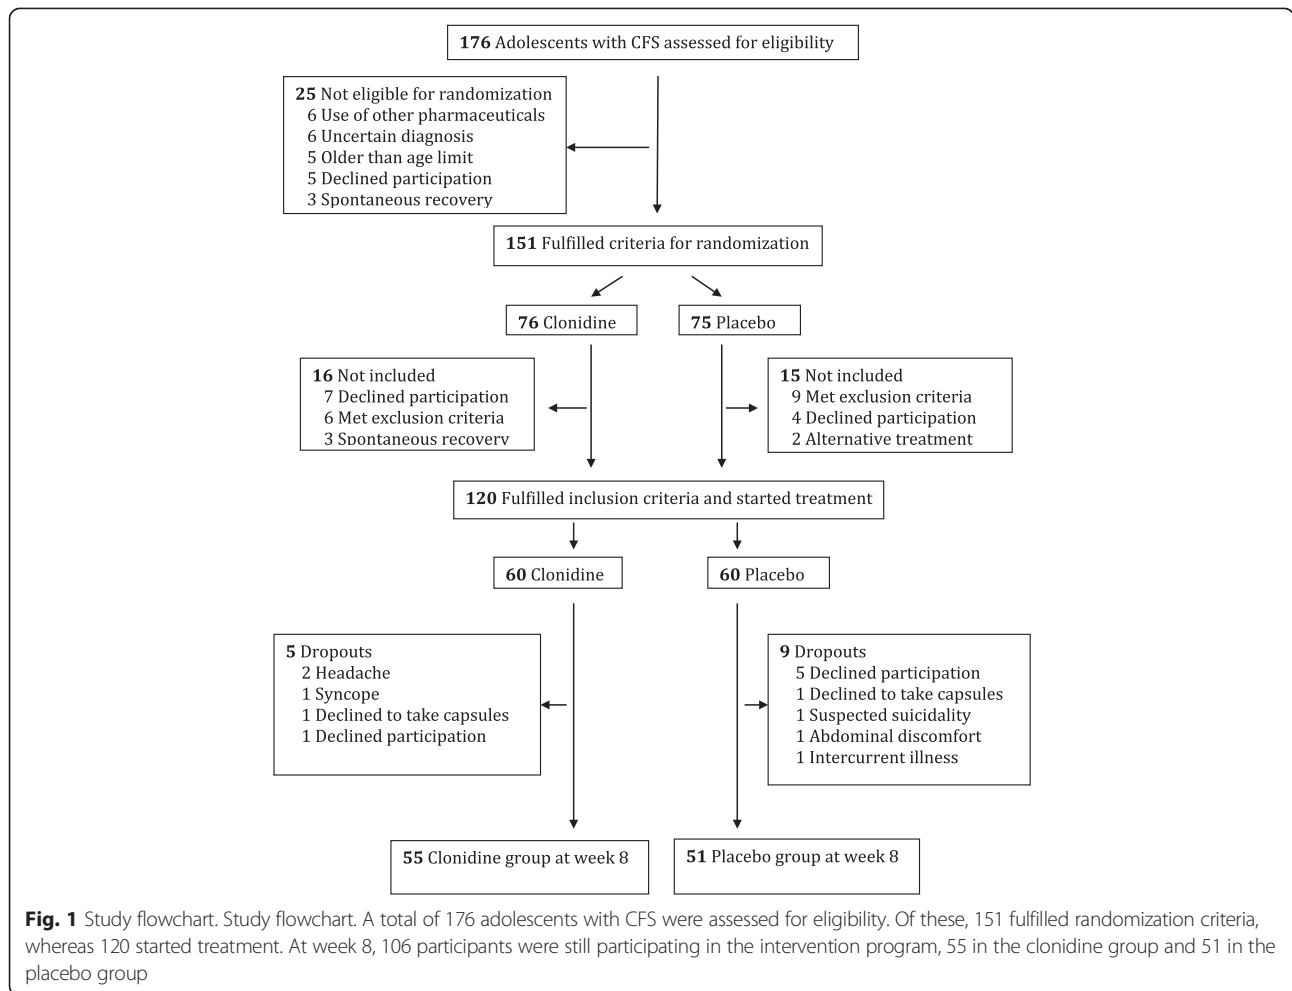 176 Adolescents with CFS assessed for eligibility
25 Not eligible for randomization
6 Use of other pharmaceuticals
6 Uncertain diagnosis
5 Older than age limit
5 Declined participation
3 Spontaneous recovery
151 Fulfilled criteria for randomization
76 Clonidine
75 Placebo
16 Not included
7 Declined participation
6 Met exclusion criteria
3 Spontaneous recovery
15 Not included
9 Met exclusion criteria
4 Declined participation
2 Alternative treatment
120 Fulfilled inclusion criteria and started treatment
60 Clonidine
60 Placebo
5 Dropouts
2 Headache
1 Syncope
1 Declined to take capsules
1 Declined participation
9 Dropouts
5 Declined participation
1 Declined to take capsules
1 Suspected suicidality
1 Abdominal discomfort
1 Intercurrent illness
55 Clonidine group at week 8
51 Placebo group at week 8
Fig. 1 Study flowchart. Study flowchart. A total of 176 adolescents with CFS were assessed for eligibility. Of these, 151 fulfilled randomization criteria,
whereas 120 started treatment. At week 8, 106 participants were still participating in the intervention program, 55 in the clonidine group and 51 in the
placebo group